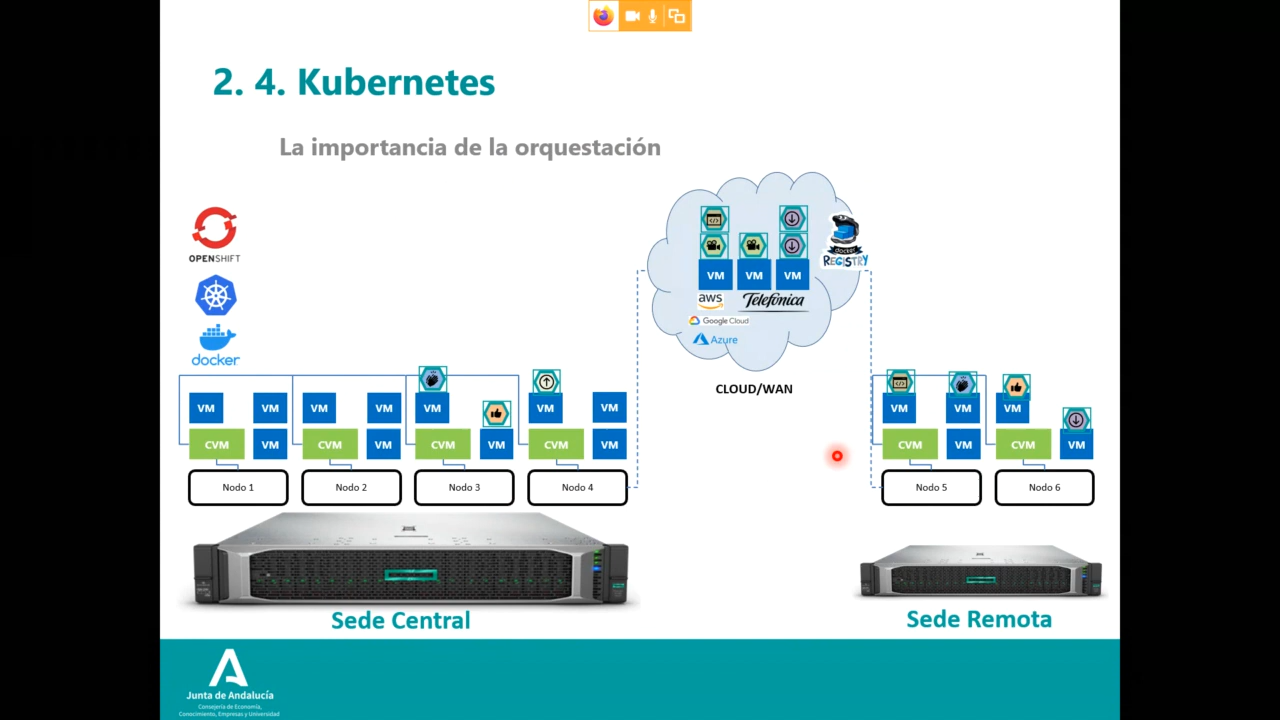 2. 4. Kubernetes
La importancia de la orquestación
OPENSHIFT
docker
docker
REGISTRY
VM VM VM
aws Telefónica
Google Cloud
Azure
CLOUD/WAN
VM VM VM VM VM VM VM
CVM VM CVM VM CVM VM CVM VM
VM
Nodo 1 Nodo 2 Nodo 3 Nodo 4
Sede Central
VM VM VM
CVM VM CVM VM
Nodo 5 Nodo 6
Sede Remota
Junta de Andalucía
Consejería de Economía,
Conocimiento, Empresas y Universidad